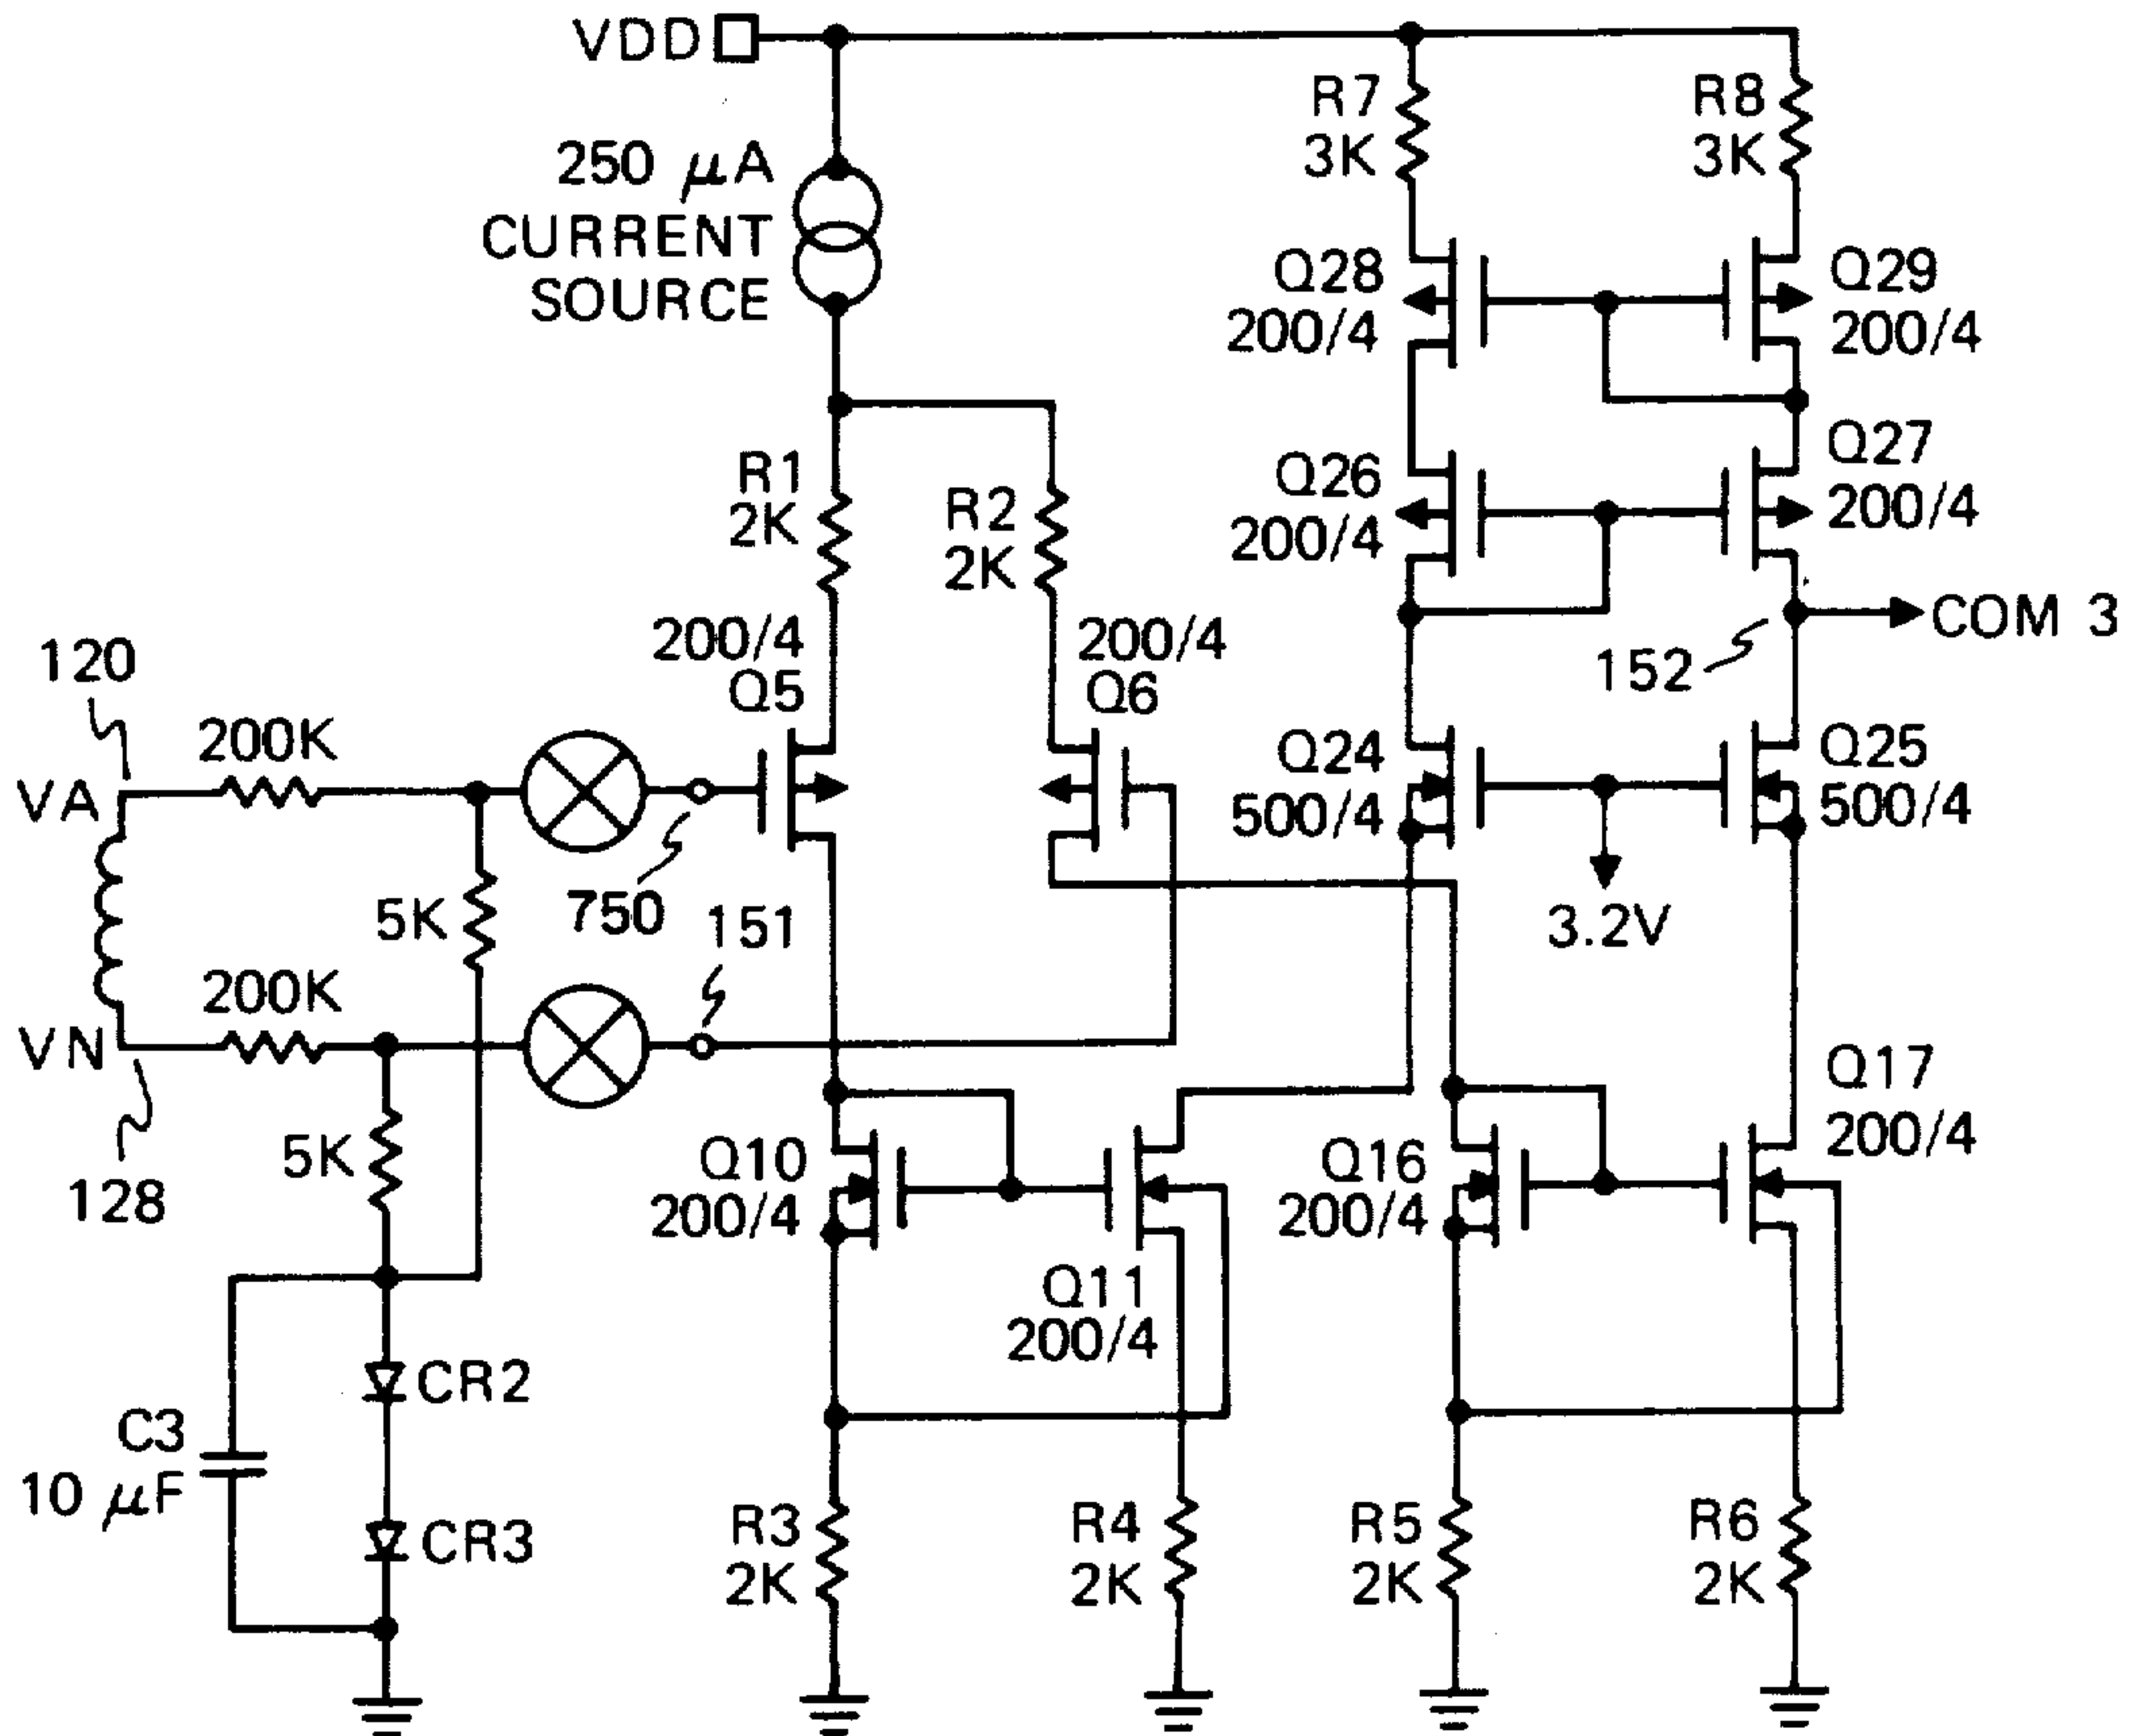 VDD
250 μA
CURRENT
SOURCE
R7
3K
R8
3K
Q28
200/4
Q29
200/4
R1
2K
R2
2K
Q26
200/4
Q27
200/4
COM 3
152
200/4
Q5
200/4
Q6
120
200K
VA
750
Q24
500/4
Q25
500/4
3.2V
5K
151
200K
VN
128
5K
Q10
200/4
Q11
200/4
Q16
200/4
Q17
200/4
CR2
C3
10 μF
CR3
R3
2K
R4
2K
R5
2K
R6
2K